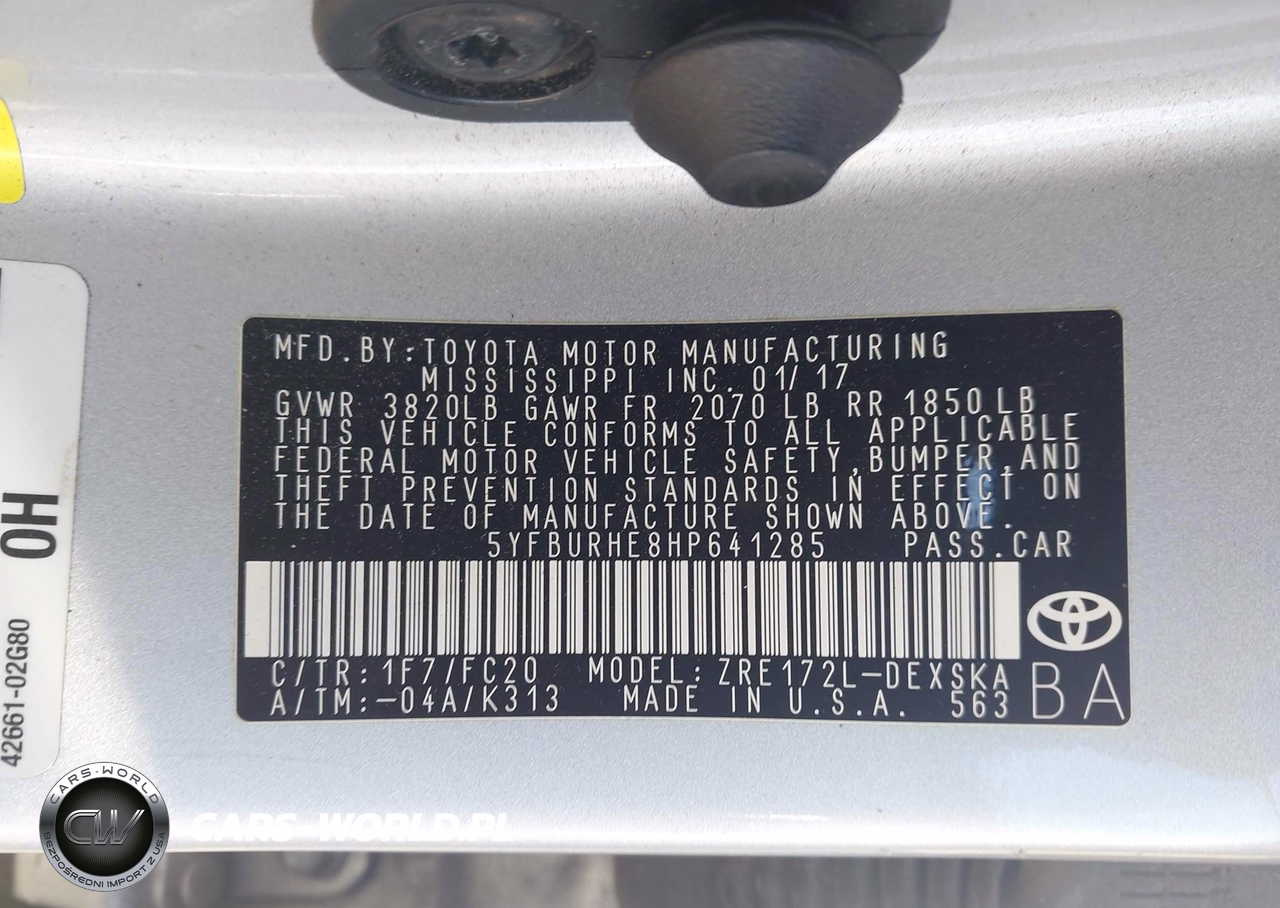 MFD.BY:TOYOTA MOTOR MANUFACTURING
MISSISSIPPI INC. 01/17
GVWR 3820LB GAWR FR 2070 LB RR 1850 LB
THIS VEHICLE CONFORMS TO ALL APPLICABLE
FEDERAL MOTOR VEHICLE SAFETY,BUMPER,AND
THEFT PREVENTION STANDARDS IN EFFECT ON
THE DATE OF MANUFACTURE SHOWN ABOVE.
5YFBURHE8HP641285 PASS.CAR
C/TR:1F7/FC20 MODEL:ZRE172L-DEXSKA
A/TM:-04A/K313 MADE IN U.S.A. 563
BA
42661-02G80 0H
CARS-WORLD
CW
BEZPOŚREDNI IMPORT Z USA
CARS-WORLD.PL